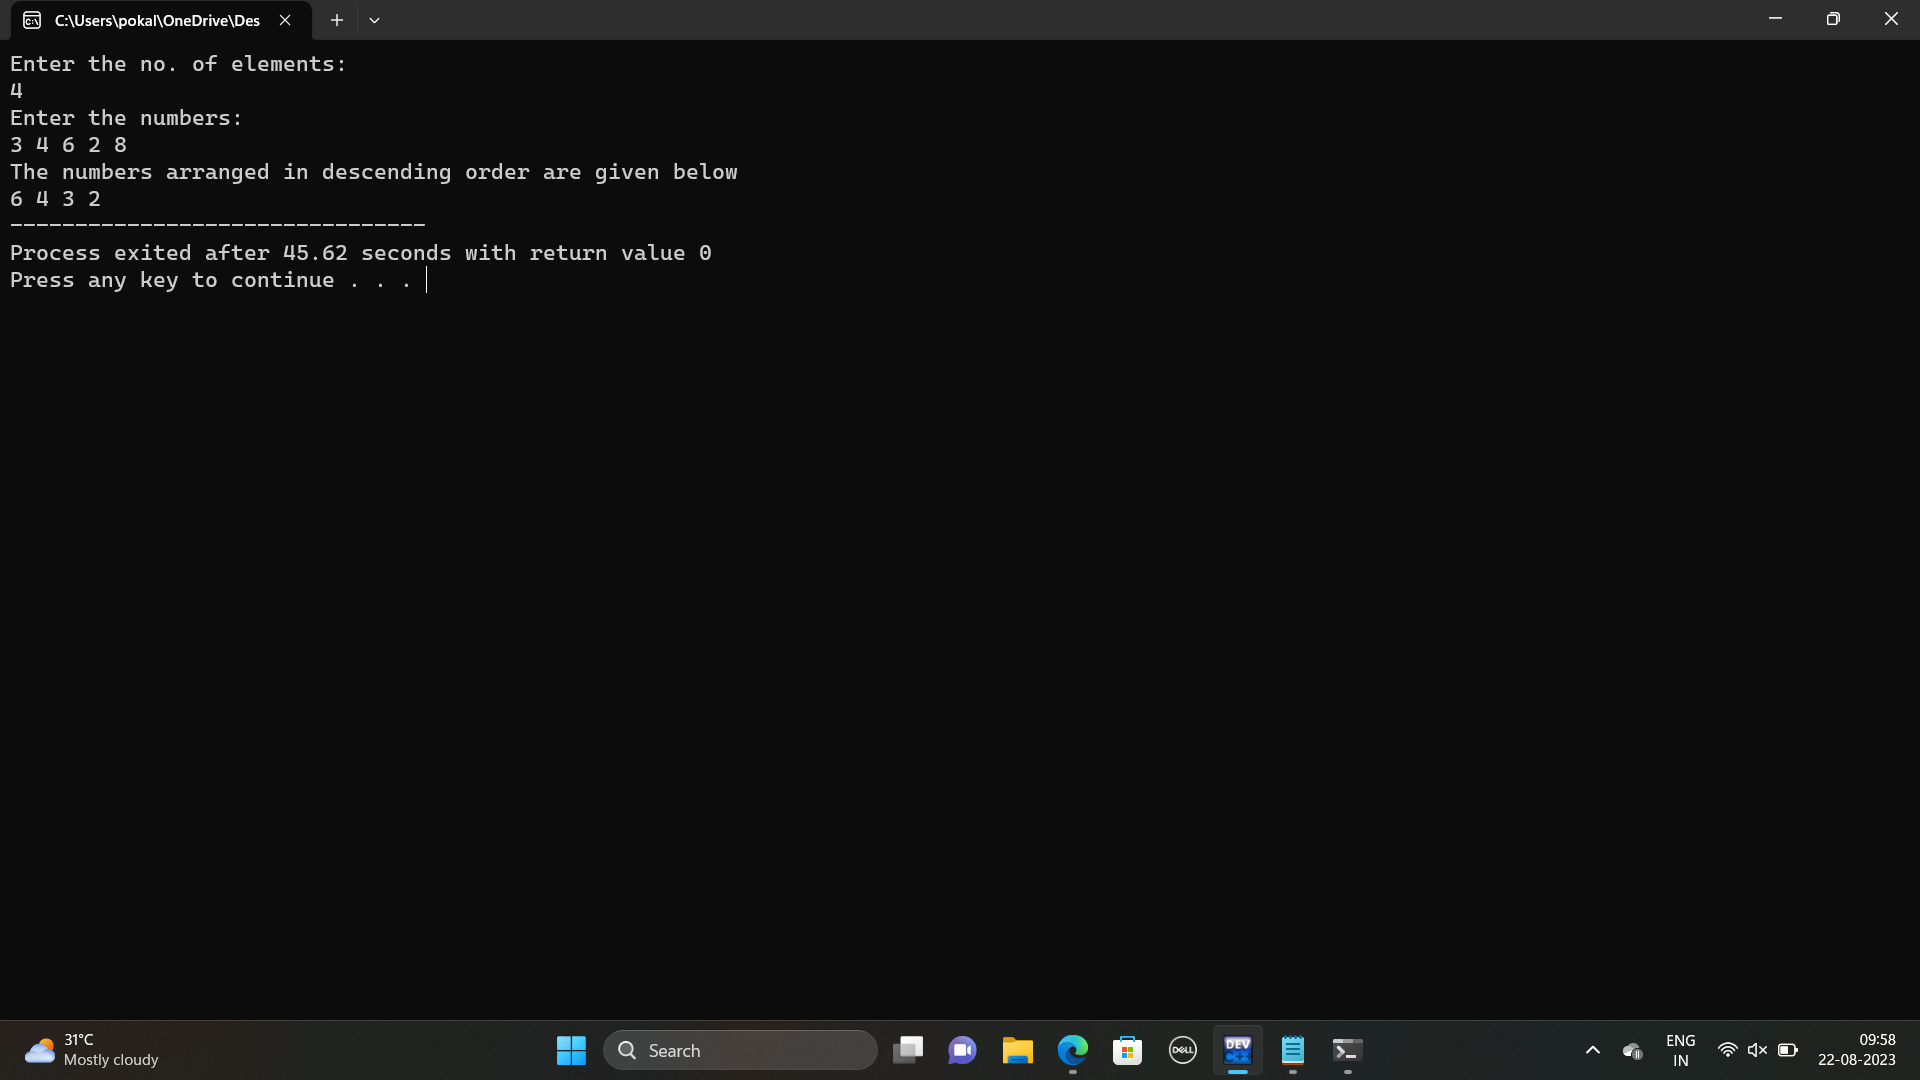 C:\Users\pokal\OneDrive\Des
Enter the no. of elements:
4
Enter the numbers:
3 4 6 2 8
The numbers arranged in descending order are given below
6 4 3 2
--------------------------------
Process exited after 45.62 seconds with return value 0
Press any key to continue . . .
31°C
Mostly cloudy
Search
DELL
DEV
C++
ENG
IN
09:58
22-08-2023